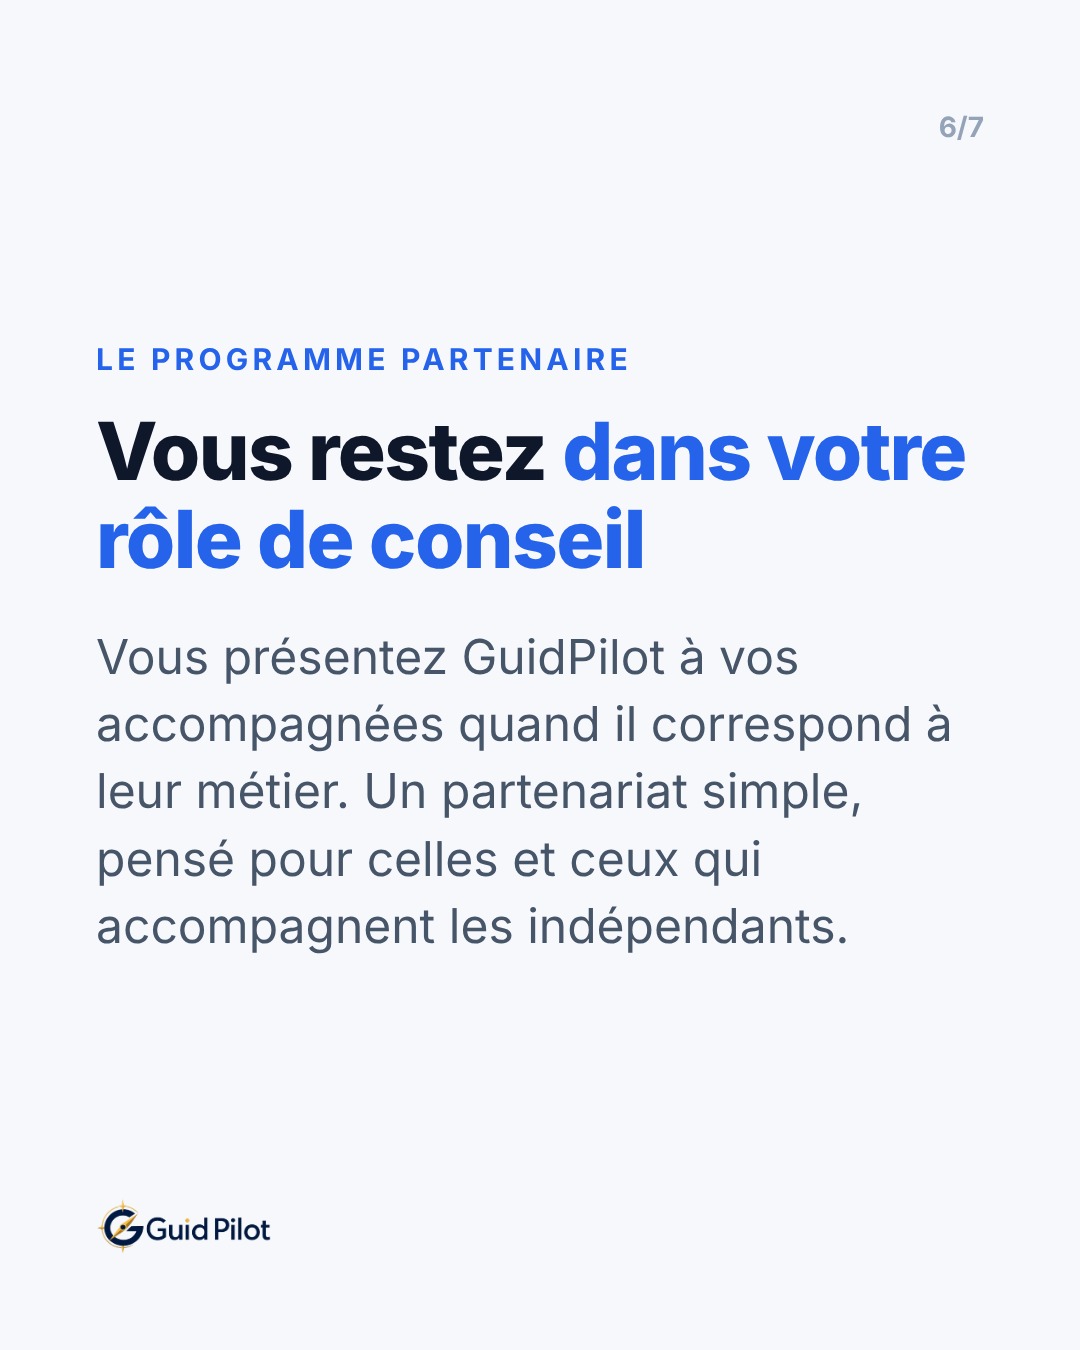 6/7
LE PROGRAMME PARTENAIRE
Vous restez dans votre
rôle de conseil
Vous présentez GuidPilot à vos
accompagnées quand il correspond à
leur métier. Un partenariat simple,
pensé pour celles et ceux qui
accompagnent les indépendants.
Guid Pilot